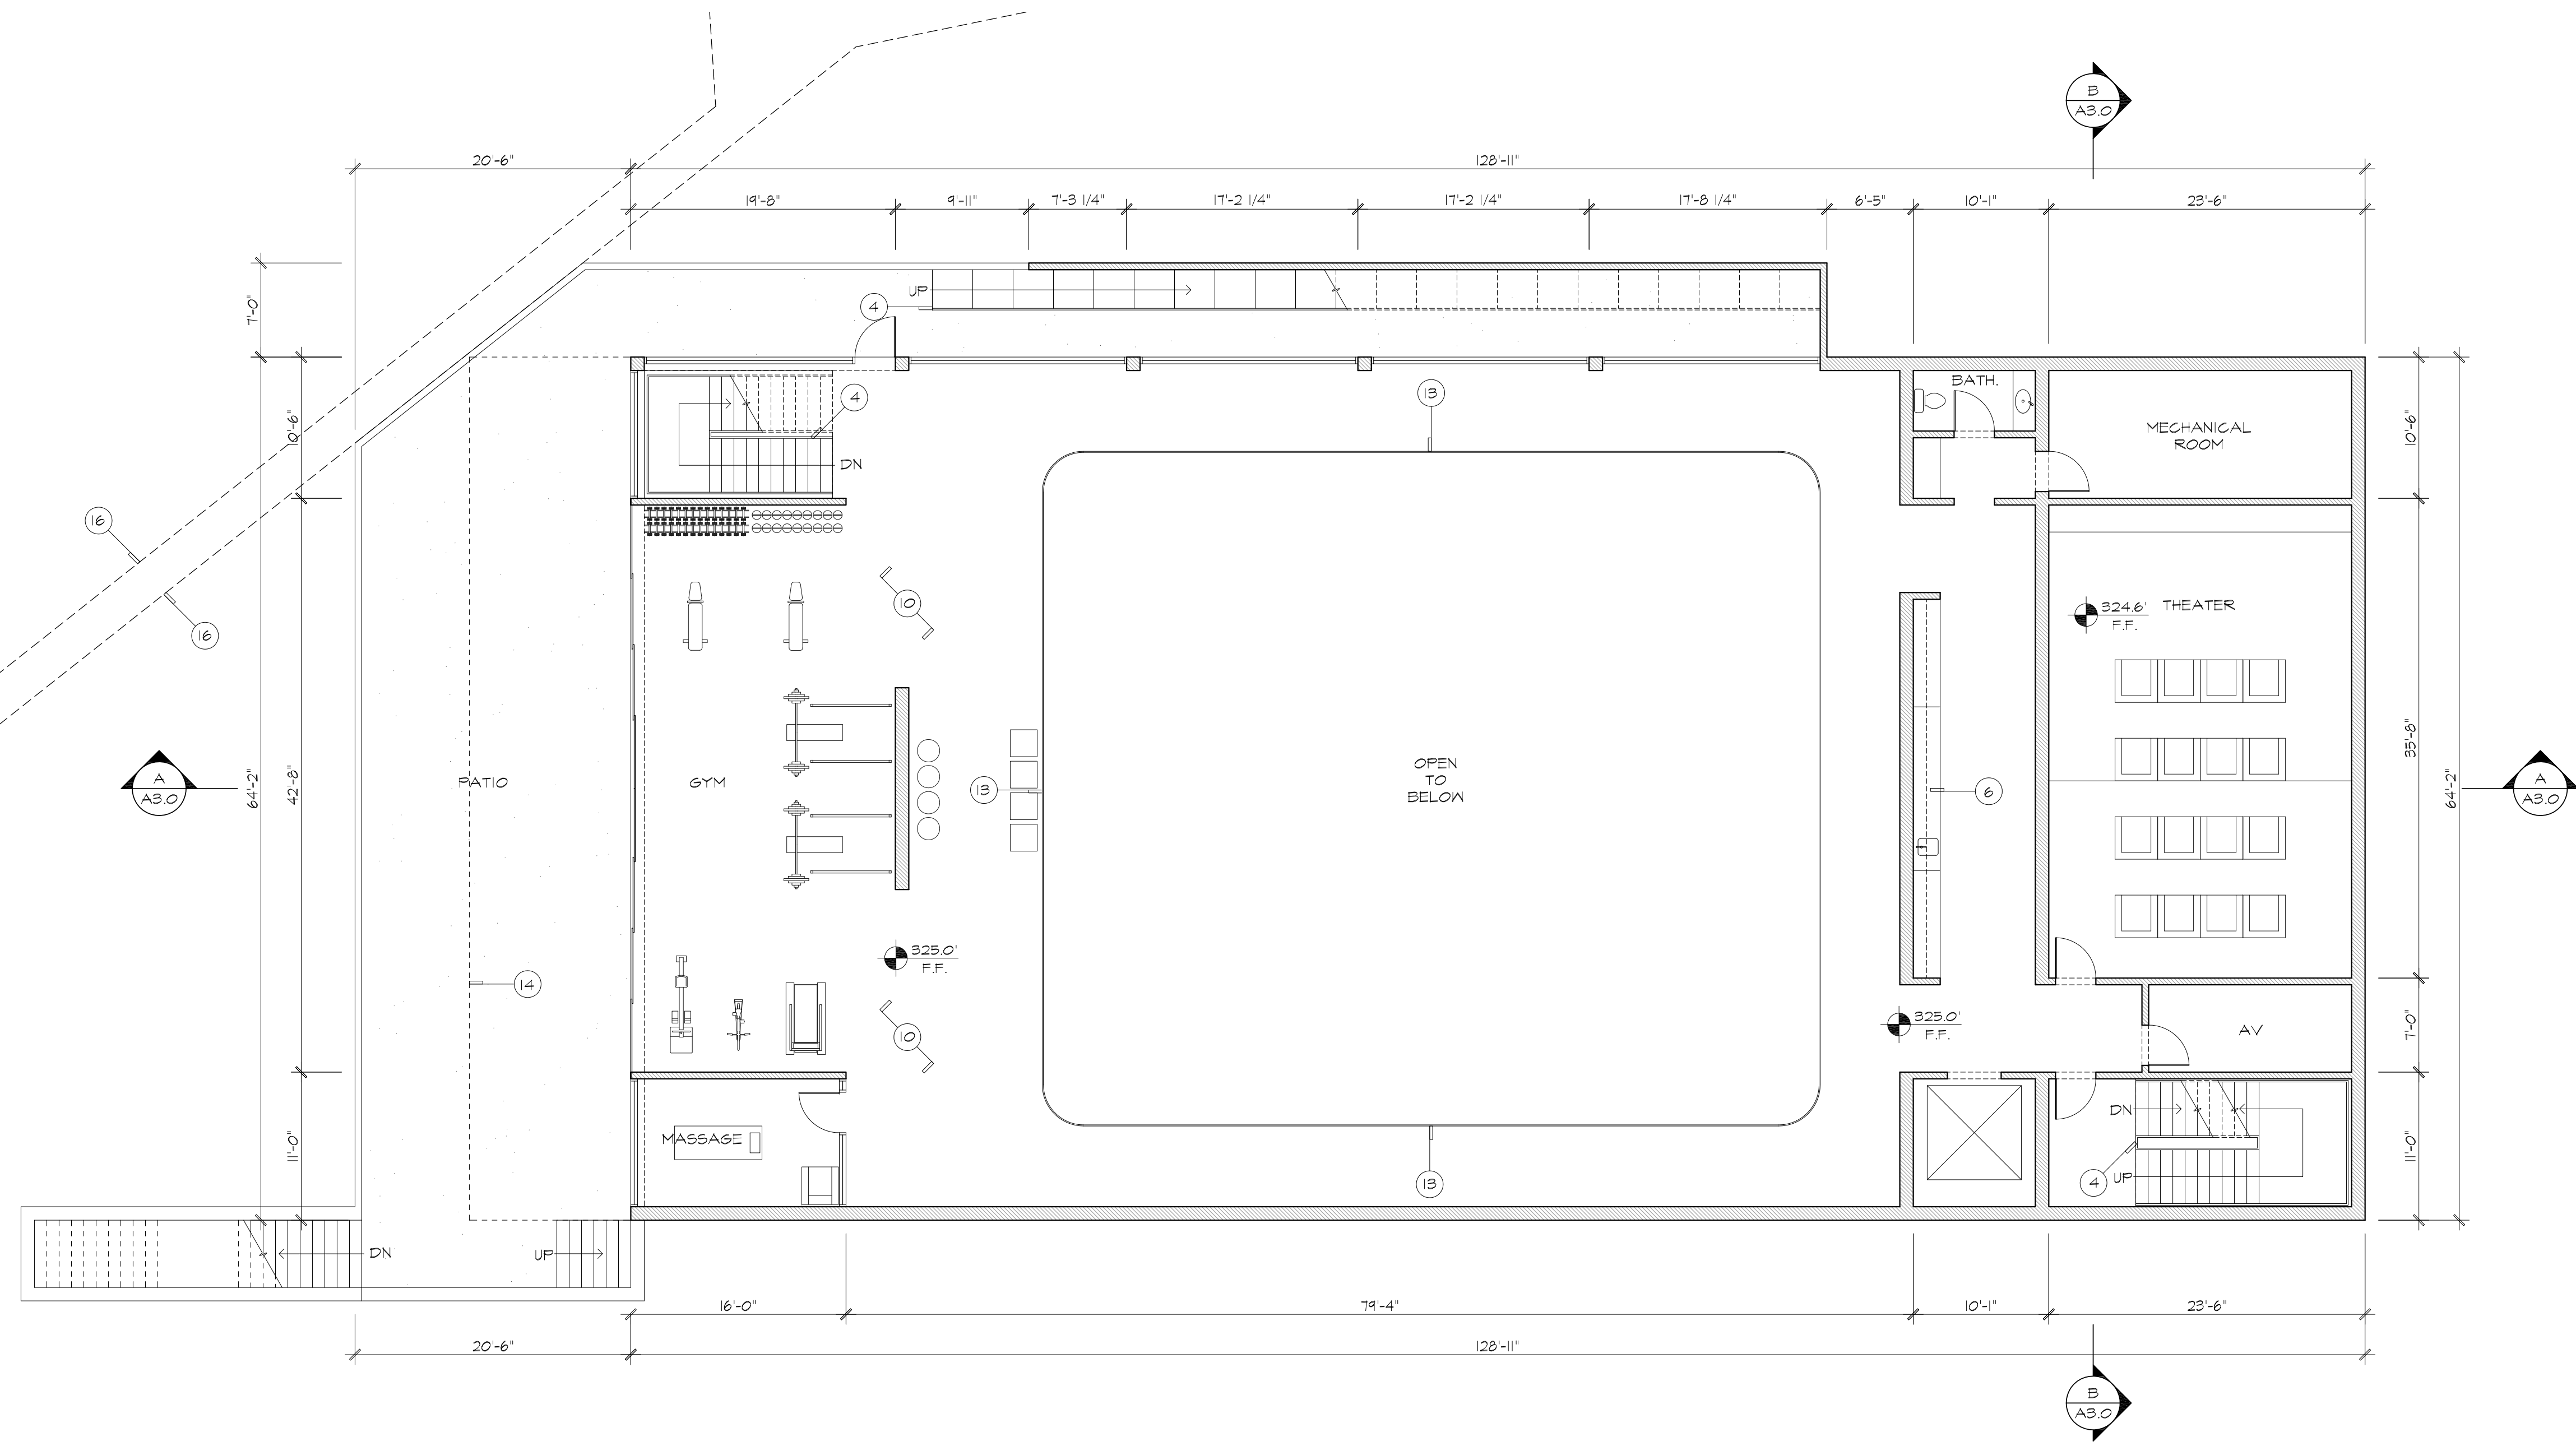 B
A3.0
20'-6"
128'-11"
19'-8"
9'-11"
7'-3 1/4"
17'-2 1/4"
17'-2 1/4"
17'-8 1/4"
6'-5"
10'-1"
23'-6"
7'-0"
UP
4
10'-6"
4
DN
13
BATH.
MECHANICAL
ROOM
10'-6"
16
16
10
324.6'
F.F.
THEATER
A
A3.0
64'-2"
42'-8"
PATIO
GYM
13
OPEN
TO
BELOW
6
35'-8"
64'-2"
A
A3.0
14
325.0'
F.F.
10
325.0'
F.F.
AV
7'-0"
11'-0"
MASSAGE
13
DN
4
UP
11'-0"
DN
UP
16'-0"
79'-4"
10'-1"
23'-6"
20'-6"
128'-11"
B
A3.0